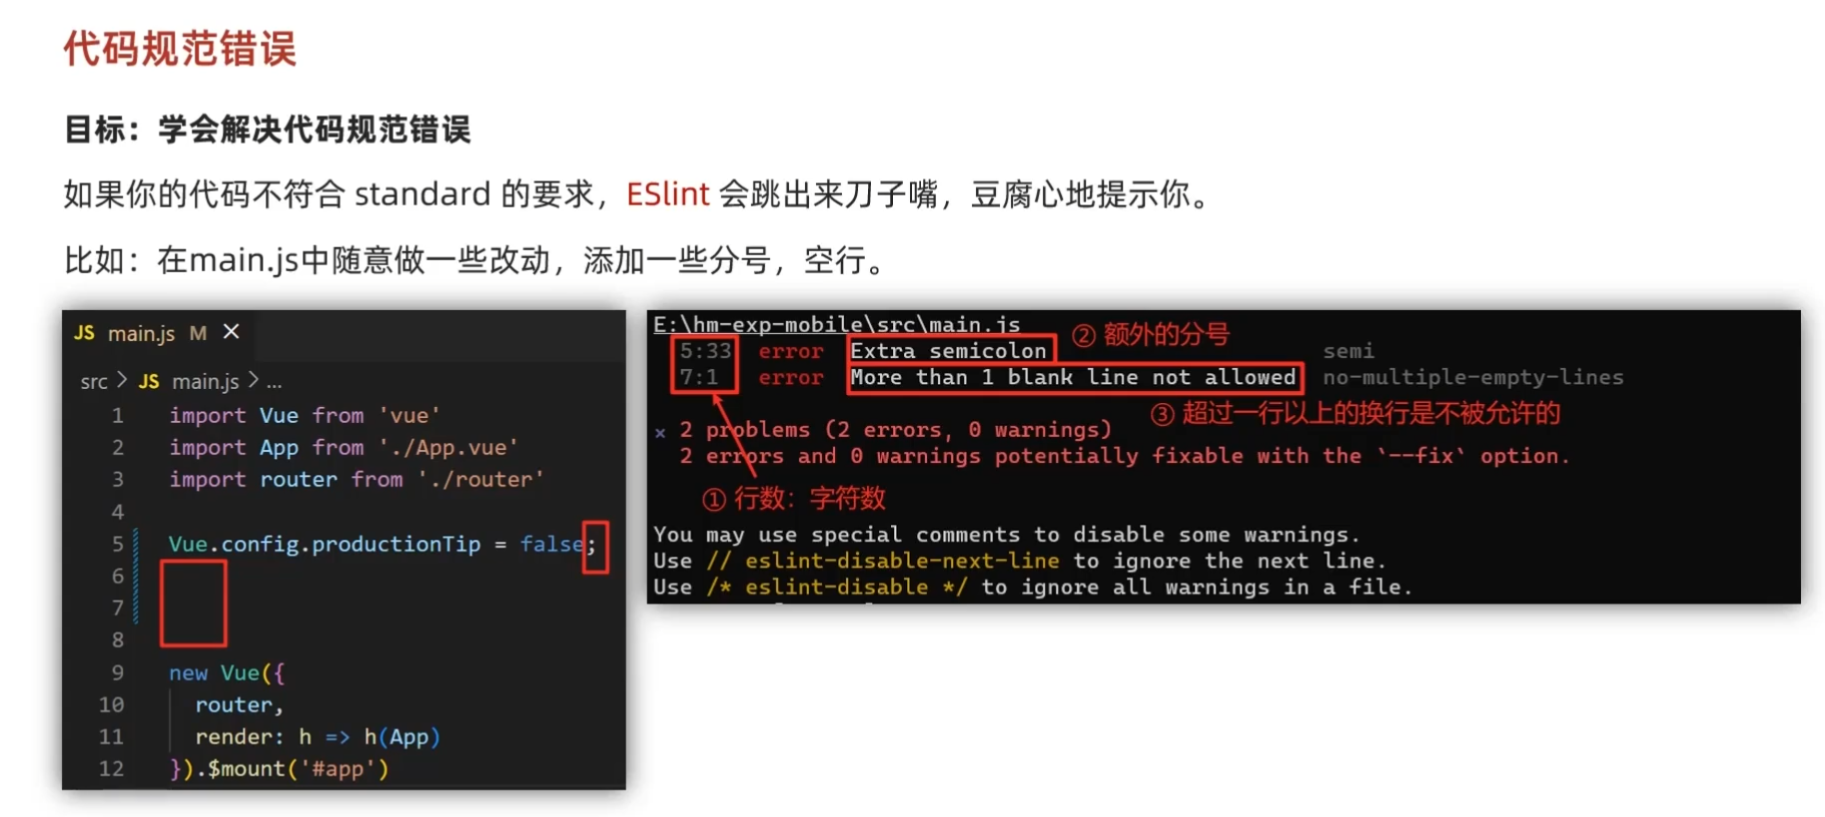 代码规范错误
目标：学会解决代码规范错误
如果你的代码不符合 standard 的要求，ESlint 会跳出来刀子嘴，豆腐心地提示你。
比如：在main.js中随意做一些改动，添加一些分号，空行。
JS main.js M ×
src > JS main.js > ...
1 import Vue from 'vue'
2 import App from './App.vue'
3 import router from './router'
4
5 Vue.config.productionTip = false;
6
7
8
9 new Vue({
10 router,
11 render: h => h(App)
12 }).$mount('#app')
E:\hm-exp-mobile\src\main.js
5:33 error Extra semicolon semi
② 额外的分号
7:1 error More than 1 blank line not allowed no-multiple-empty-lines
③ 超过一行以上的换行是不被允许的
× 2 problems (2 errors, 0 warnings)
2 errors and 0 warnings potentially fixable with the `--fix` option.
① 行数：字符数
You may use special comments to disable some warnings.
Use // eslint-disable-next-line to ignore the next line.
Use /* eslint-disable */ to ignore all warnings in a file.